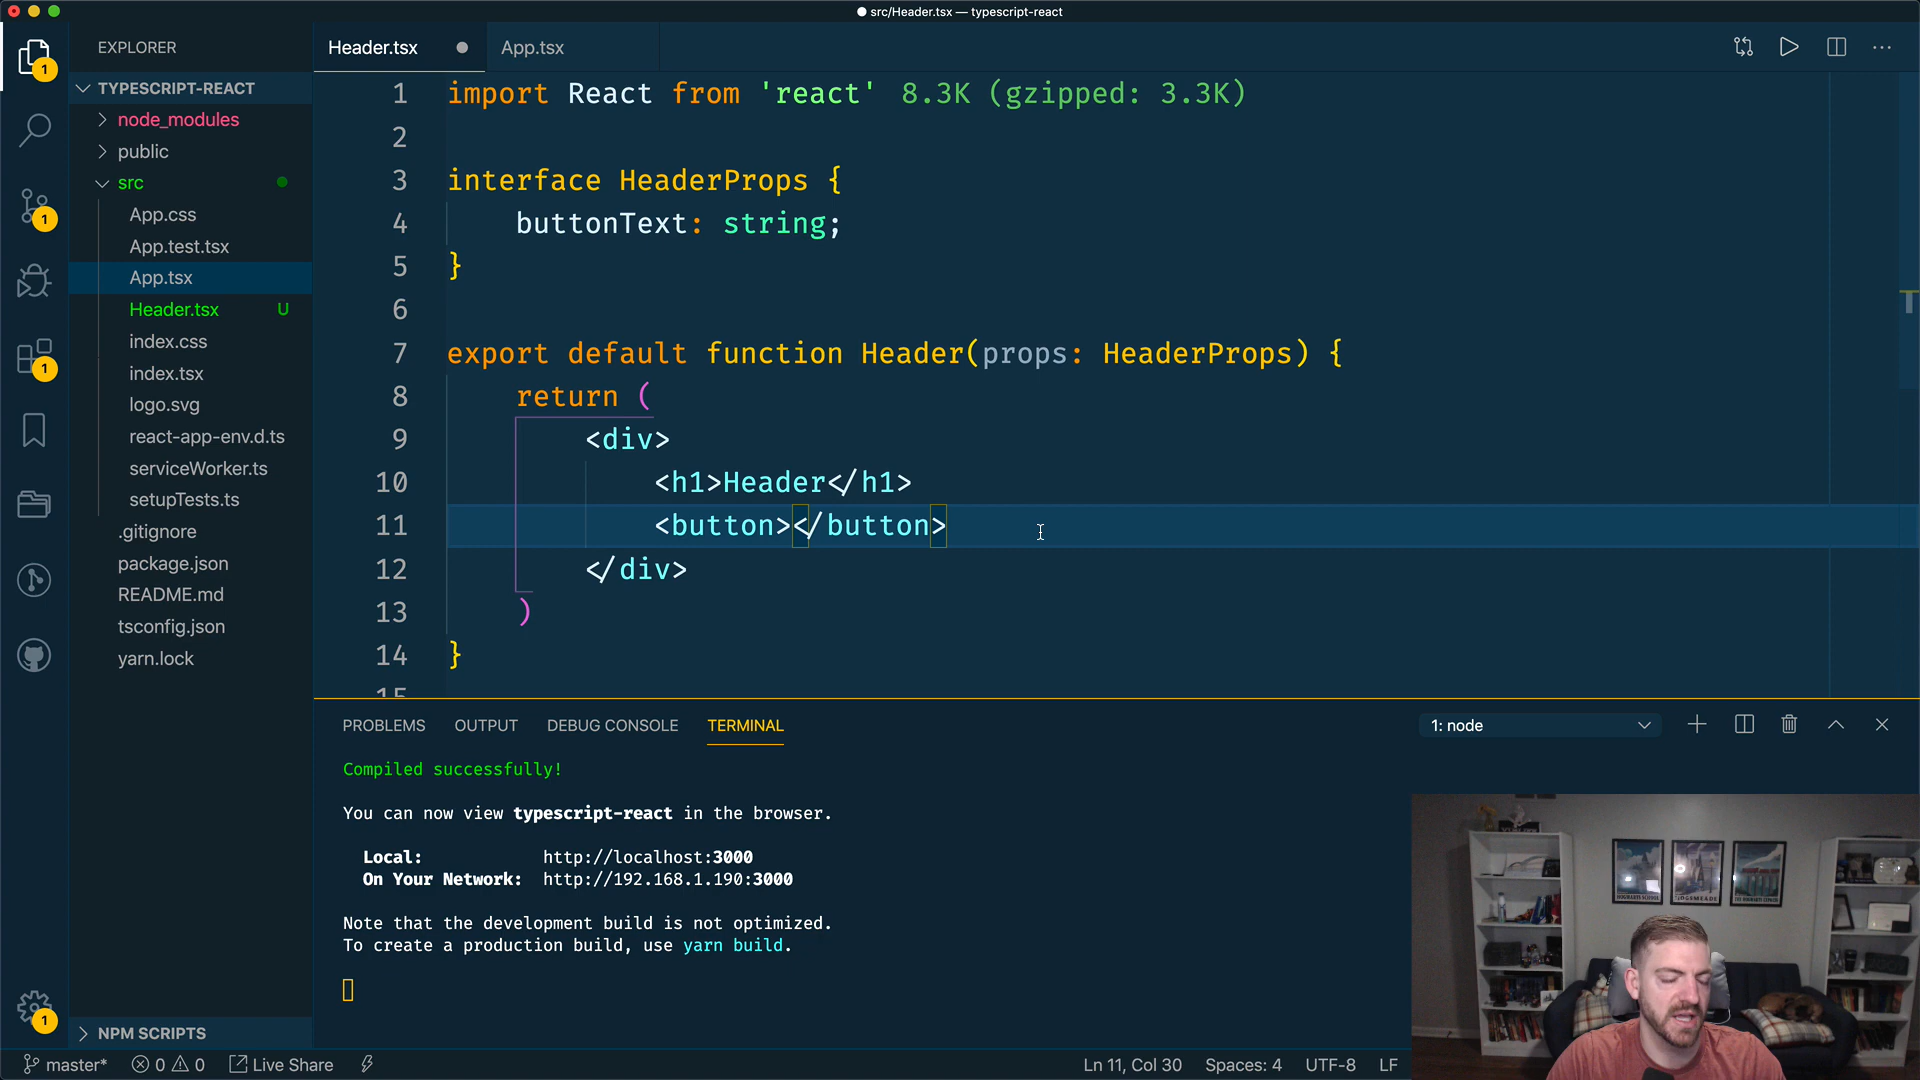 src/Header.tsx — typescript-react
EXPLORER
Header.tsx
App.tsx
TYPESCRIPT-REACT
node_modules
public
src
App.css
App.test.tsx
App.tsx
Header.tsx U
index.css
index.tsx
logo.svg
react-app-env.d.ts
serviceWorker.ts
setupTests.ts
.gitignore
package.json
README.md
tsconfig.json
yarn.lock
NPM SCRIPTS
1
1
1
1
1 import React from 'react' 8.3K (gzipped: 3.3K)
2
3 interface HeaderProps {
4 buttonText: string;
5 }
6
7 export default function Header(props: HeaderProps) {
8 return (
9 <div>
10 <h1>Header</h1>
11 <button></button>
12 </div>
13 )
14 }
15
PROBLEMS OUTPUT DEBUG CONSOLE TERMINAL
1: node
Compiled successfully!
You can now view typescript-react in the browser.
Local: http://localhost:3000
On Your Network: http://192.168.1.190:3000
Note that the development build is not optimized.
To create a production build, use yarn build.
master* 0 0 Live Share
Ln 11, Col 30 Spaces: 4 UTF-8 LF